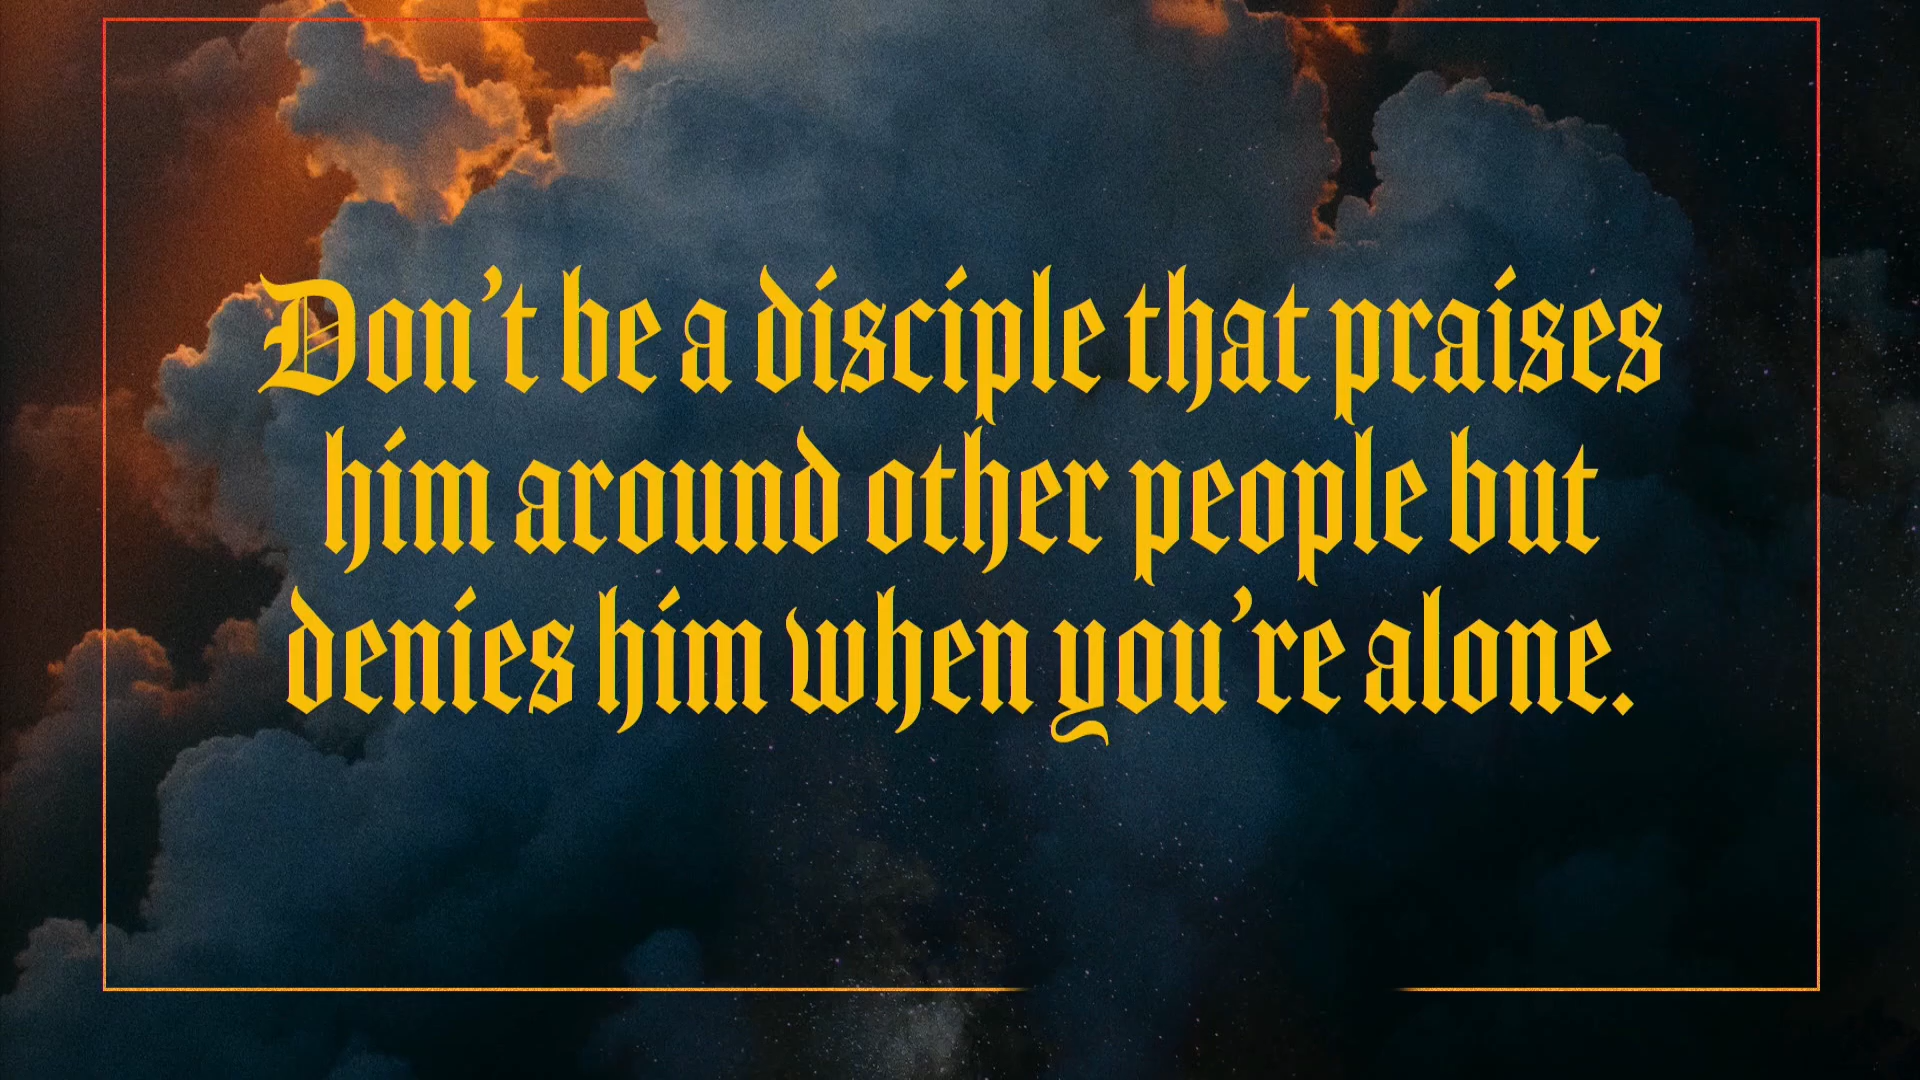 Don't be a disciple that praises
him around other people but
denies him when you're alone.